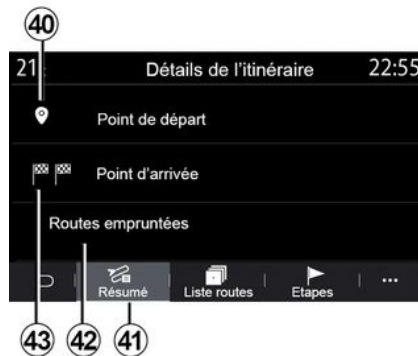 40
21 Détails de l'itinéraire 22:55
Point de départ
Point d'arrivée
Routes empruntées
Résumé Liste routes Etapes ...
43 42 41